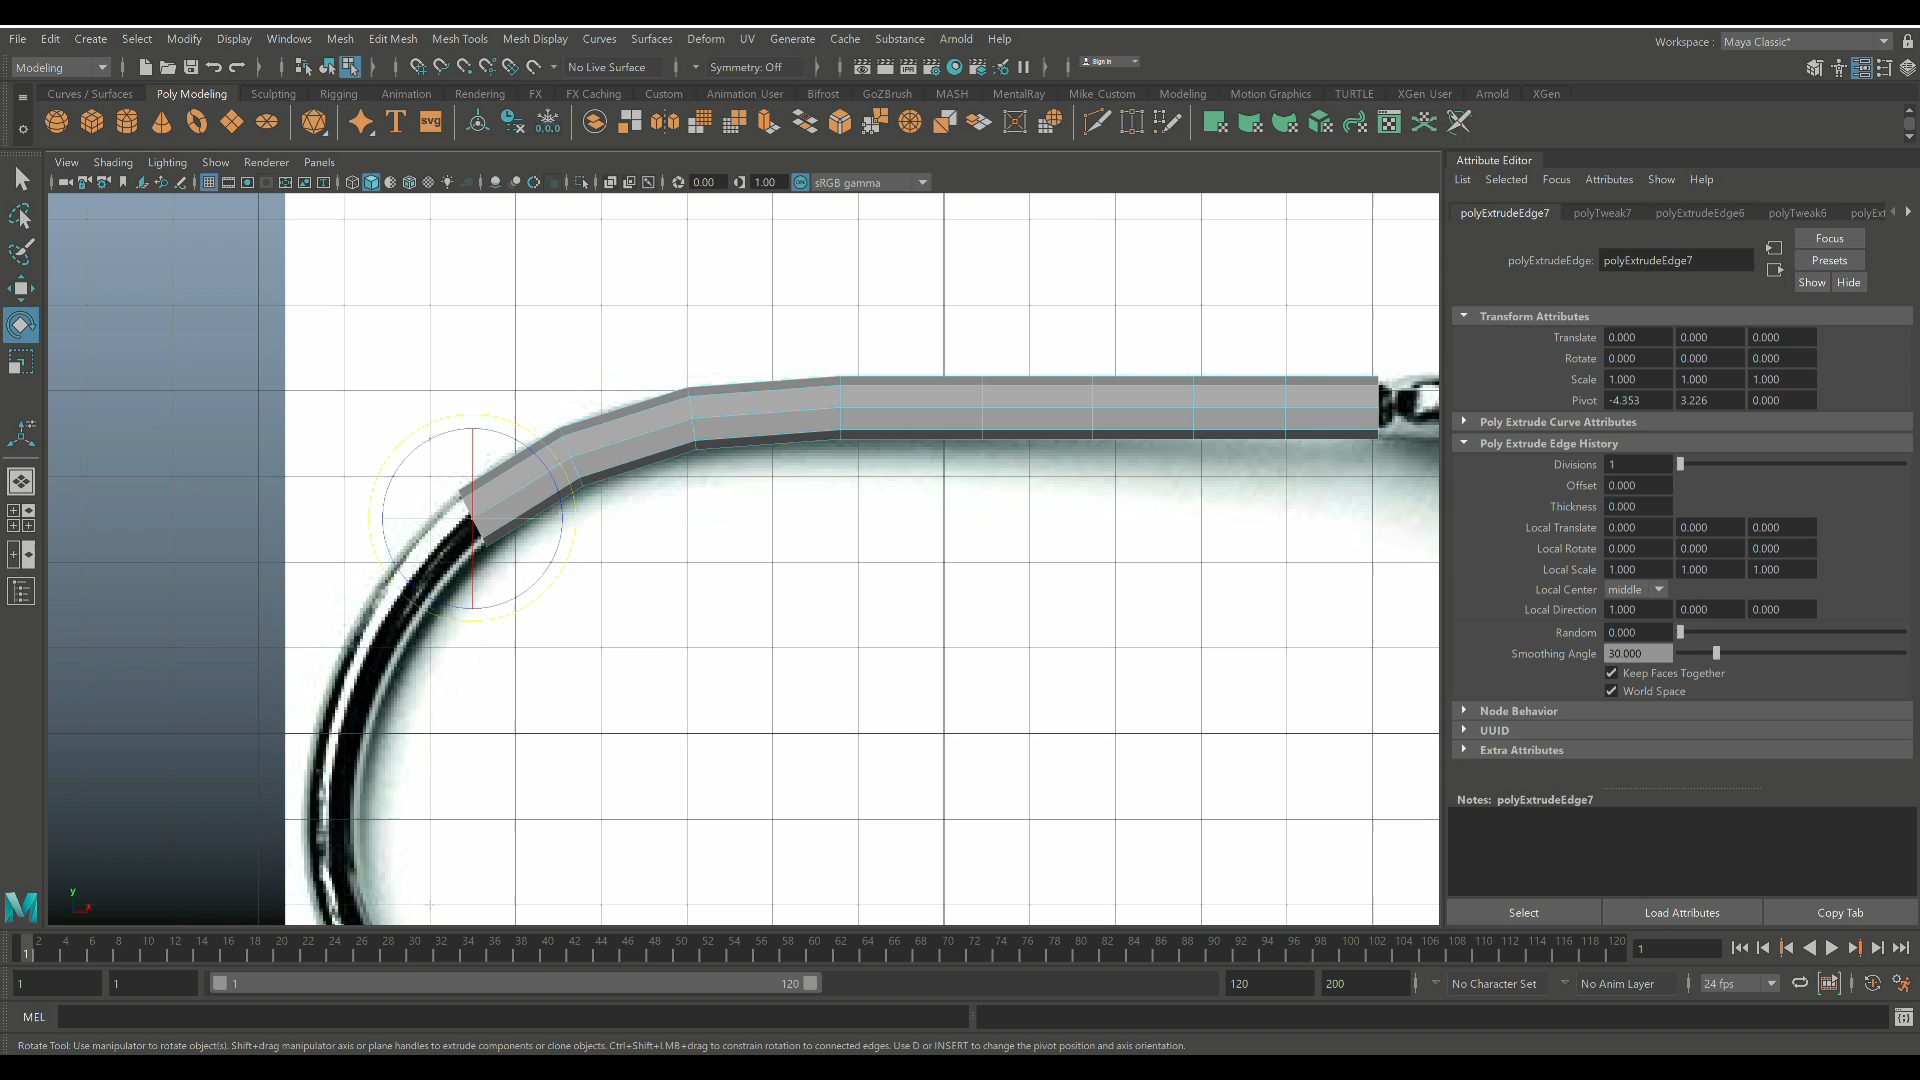 File Edit Create Select Modify Display Windows Mesh Edit Mesh Mesh Tools Mesh Display Curves Surfaces Deform UV Generate Cache Substance Arnold Help
Workspace : Maya Classic*
Modeling No Live Surface Symmetry: Off Sign In
Curves / Surfaces Poly Modeling Sculpting Rigging Animation Rendering FX FX Caching Custom Animation_User Bifrost GoZBrush MASH MentalRay Mike_Custom Modeling Motion Graphics TURTLE XGen_User Arnold XGen
T svg 0,0,0
View Shading Lighting Show Renderer Panels
0.00 1.00 ON sRGB gamma
Attribute Editor
List Selected Focus Attributes Show Help
polyExtrudeEdge7 polyTweak7 polyExtrudeEdge6 polyTweak6 polyExt
polyExtrudeEdge: polyExtrudeEdge7
Focus
Presets
Show Hide
Transform Attributes
Translate 0.000 0.000 0.000
Rotate 0.000 0.000 0.000
Scale 1.000 1.000 1.000
Pivot -4.353 3.226 0.000
Poly Extrude Curve Attributes
Poly Extrude Edge History
Divisions 1
Offset 0.000
Thickness 0.000
Local Translate 0.000 0.000 0.000
Local Rotate 0.000 0.000 0.000
Local Scale 1.000 1.000 1.000
Local Center middle
Local Direction 1.000 0.000 0.000
Random 0.000
Smoothing Angle 30.000
Keep Faces Together
World Space
Node Behavior
UUID
Extra Attributes
Notes: polyExtrudeEdge7
Select Load Attributes Copy Tab
y
M
2 4 6 8 10 12 14 16 18 20 22 24 26 28 30 32 34 36 38 40 42 44 46 48 50 52 54 56 58 60 62 64 66 68 70 72 74 76 78 80 82 84 86 88 90 92 94 96 98 100 102 104 106 108 110 112 114 116 118 120
1 1
1 1 1 120 120 200 No Character Set No Anim Layer 24 fps
MEL
Rotate Tool: Use manipulator to rotate object(s). Shift+drag manipulator axis or plane handles to extrude components or clone objects. Ctrl+Shift+LMB+drag to constrain rotation to connected edges. Use D or INSERT to change the pivot position and axis orientation.